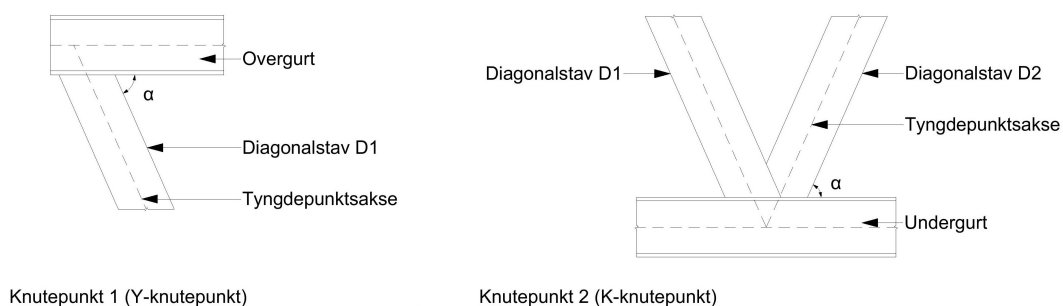 Overgurt
α
Diagonalstav D1
Tyngdepunktsakse
Knutepunkt 1 (Y-knutepunkt)
Diagonalstav D1
Diagonalstav D2
Tyngdepunktsakse
α
Undergurt
Knutepunkt 2 (K-knutepunkt)